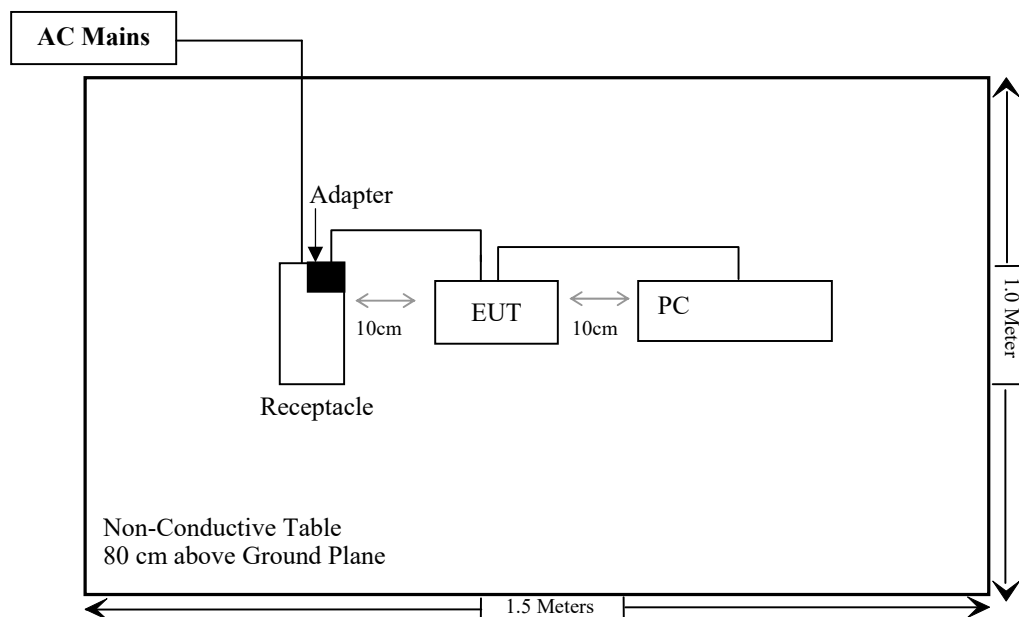 AC Mains
Adapter
EUT
PC
10cm
10cm
1.0 Meter
Receptacle
Non-Conductive Table
80 cm above Ground Plane
1.5 Meters